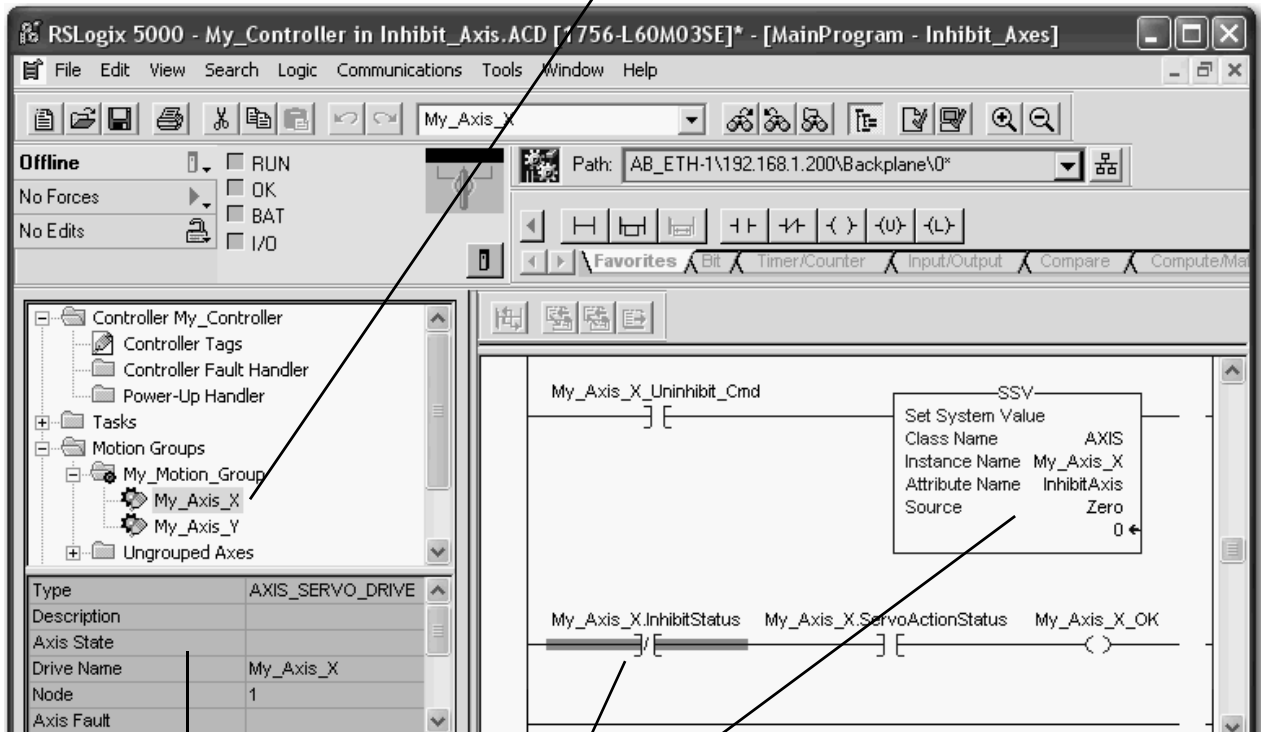 RSLogix 5000 - My_Controller in Inhibit_Axis.ACD [1756-L60M03SE]* - [MainProgram - Inhibit_Axes]
File Edit View Search Logic Communications Tools Window Help
My_Axis_X
Offline
RUN
No Forces
OK
BAT
No Edits
I/O
Path: AB_ETH-1\192.168.1.200\Backplane\0*
Favorites Bit Timer/Counter Input/Output Compare
Controller My_Controller
Controller Tags
Controller Fault Handler
Power-Up Handler
Tasks
Motion Groups
My_Motion_Group
My_Axis_X
My_Axis_Y
Ungrouped Axes
Type AXIS_SERVO_DRIVE
Description
Axis State
Drive Name My_Axis_X
Node 1
Axis Fault
My_Axis_X_Uninhibit_Cmd
SSV
Set System Value
Class Name AXIS
Instance Name My_Axis_X
Attribute Name InhibitAxis
Source Zero
0
My_Axis_X.InhibitStatus My_Axis_X.ServoActionStatus My_Axis_X_OK